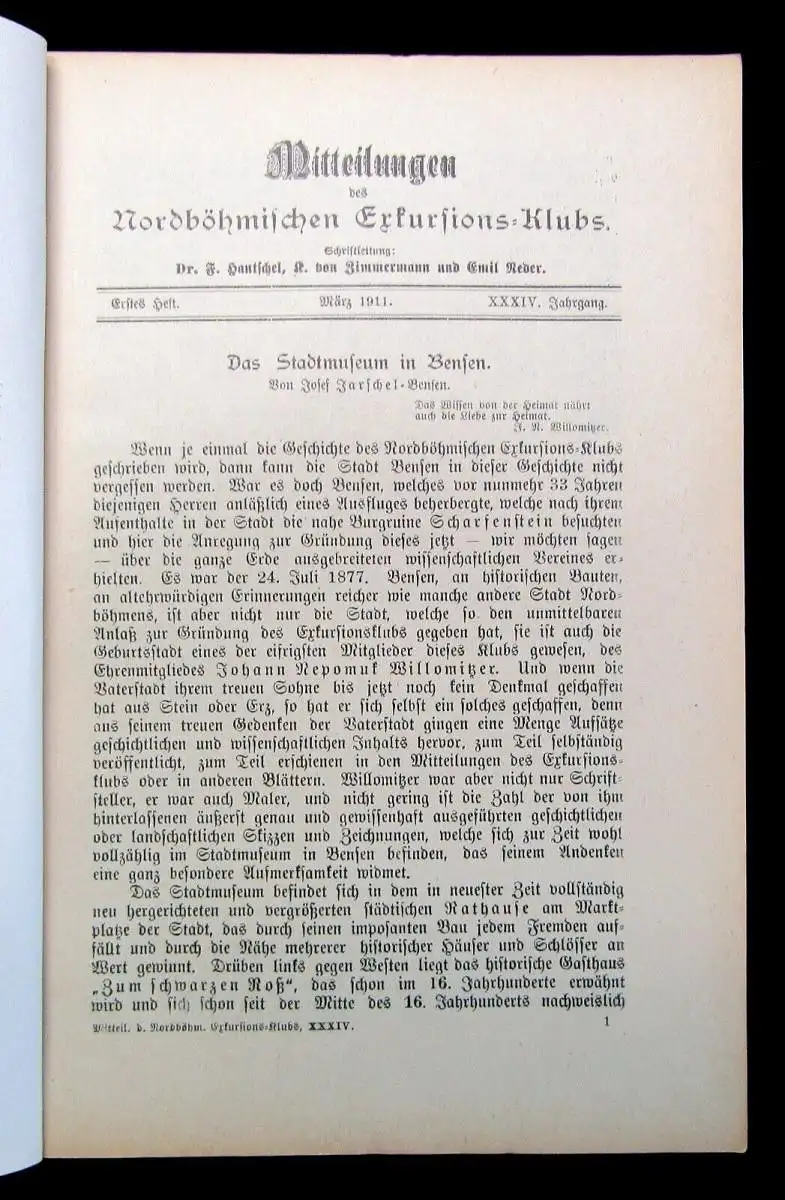 Mitteilungen
des
Nordböhmischen Exkursions-Klubs.
Schriftleitung:
Dr. F. Hantschel, K. von Zimmermann und Emil Neder.
Erstes Heft. März 1911. XXXIV. Jahrgang.
Das Stadtmuseum in Bensen.
Von Josef Jarschel-Bensen.
Das Wissen von der Heimat nährt
auch die Liebe zur Heimat.
J. N. Willomitzer.
Wenn je einmal die Geschichte des Nordböhmischen Exkursions-Klubs
geschrieben wird, dann kann die Stadt Bensen in dieser Geschichte nicht
vergessen werden. War es doch Bensen, welches vor nunmehr 33 Jahren
diejenigen Herren anläßlich eines Ausfluges beherbergte, welche nach ihrem
Aufenthalte in der Stadt die nahe Burgruine Scharfenstein besuchten
und hier die Anregung zur Gründung dieses jetzt — wir möchten sagen
— über die ganze Erde ausgebreiteten wissenschaftlichen Vereines er-
hielten. Es war der 24. Juli 1877. Bensen, an historischen Bauten,
an altehrwürdigen Erinnerungen reicher wie manche andere Stadt Nord-
böhmens, ist aber nicht nur die Stadt, welche so den unmittelbaren
Anlaß zur Gründung des Exkursionsklubs gegeben hat, sie ist auch die
Geburtsstadt eines der eifrigsten Mitglieder dieses Klubs gewesen, des
Ehrenmitgliedes Johann Nepomuk Willomitzer. Und wenn die
Vaterstadt ihrem treuen Sohne bis jetzt noch kein Denkmal geschaffen
hat aus Stein oder Erz, so hat er sich selbst ein solches geschaffen, denn
aus seinem treuen Gedenken der Vaterstadt gingen eine Menge Aufsätze
geschichtlichen und wissenschaftlichen Inhalts hervor, zum Teil selbständig
veröffentlicht, zum Teil erschienen in den Mitteilungen des Exkursions-
klubs oder in anderen Blättern. Willomitzer war aber nicht nur Schrift-
steller, er war auch Maler, und nicht gering ist die Zahl der von ihm
hinterlassenen äußerst genau und gewissenhaft ausgeführten geschichtlichen
oder landschaftlichen Skizzen und Zeichnungen, welche sich zur Zeit wohl
vollzählig im Stadtmuseum in Bensen befinden, das seinem Andenken
eine ganz besondere Aufmerksamkeit widmet.
Das Stadtmuseum befindet sich in dem in neuester Zeit vollständig
neu hergerichteten und vergrößerten städtischen Rathause am Markt-
platze der Stadt, das durch seinen imposanten Bau jedem Fremden auf-
fällt und durch die Nähe mehrerer historischer Häuser und Schlösser an
Wert gewinnt. Drüben links gegen Westen liegt das historische Gasthaus
„Zum schwarzen Roß“, das schon im 16. Jahrhunderte erwähnt
wird und sich schon seit der Mitte des 16. Jahrhunderts nachweislich
Mitteil. d. Nordböhm. Exkursions-Klubs, XXXIV. 1